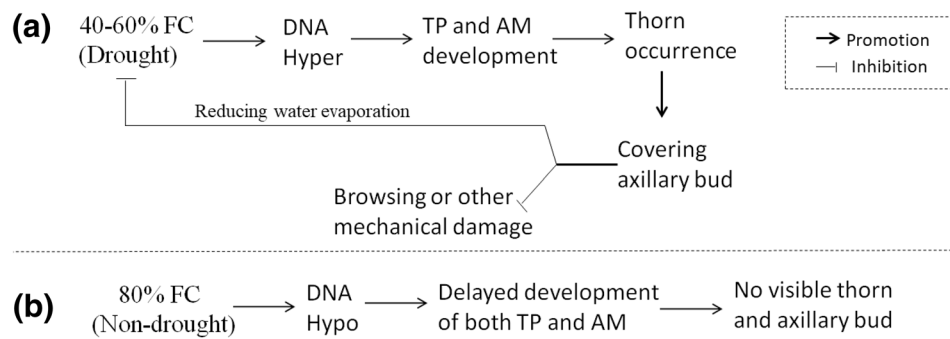 (a)
40-60% FC
(Drought)
DNA
Hyper
TP and AM
development
Thorn
occurrence
Promotion
Inhibition
Reducing water evaporation
Covering
axillary bud
Browsing or other
mechanical damage
(b)
80% FC
(Non-drought)
DNA
Hypo
Delayed development
of both TP and AM
No visible thorn
and axillary bud